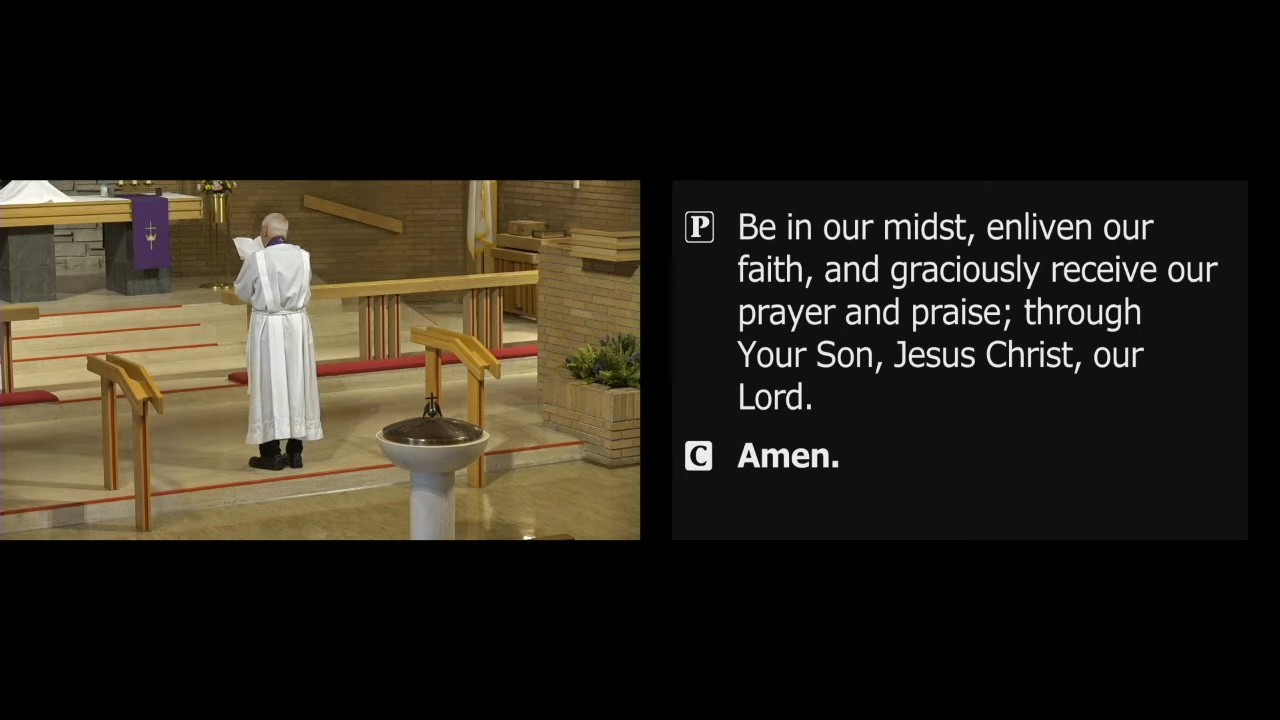 P Be in our midst, enliven our
faith, and graciously receive our
prayer and praise; through
Your Son, Jesus Christ, our
Lord.
C Amen.